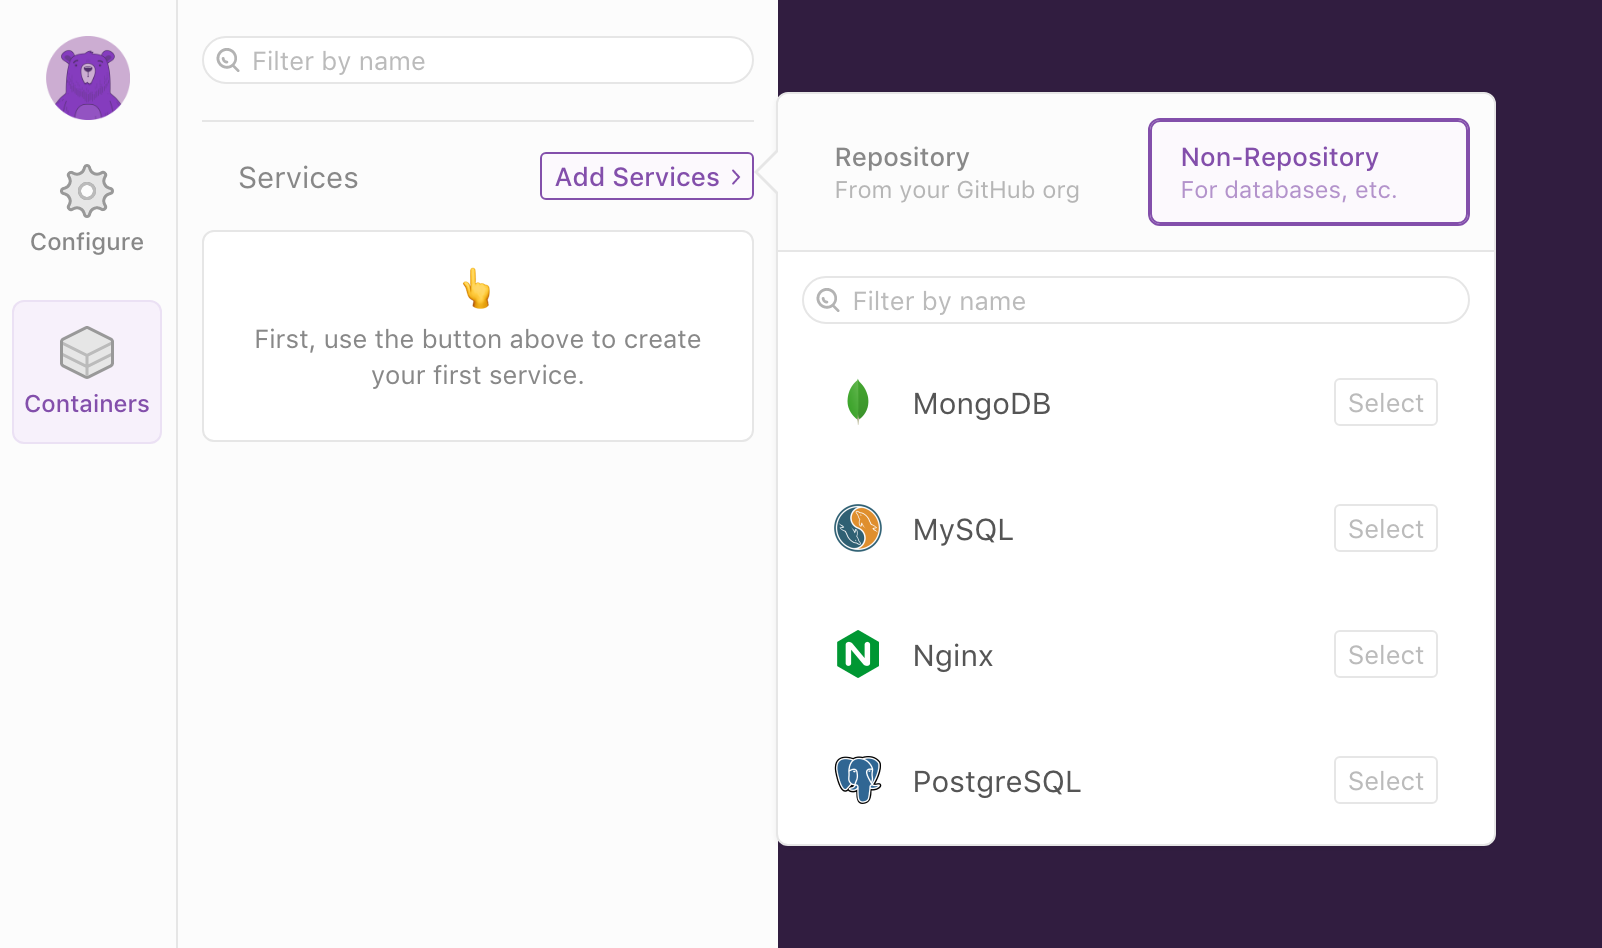 Filter by name
Configure
Containers
Services
Add Services
First, use the button above to create
your first service.
Repository
From your GitHub org
Non-Repository
For databases, etc.
Filter by name
MongoDB
Select
MySQL
Select
Nginx
Select
PostgreSQL
Select